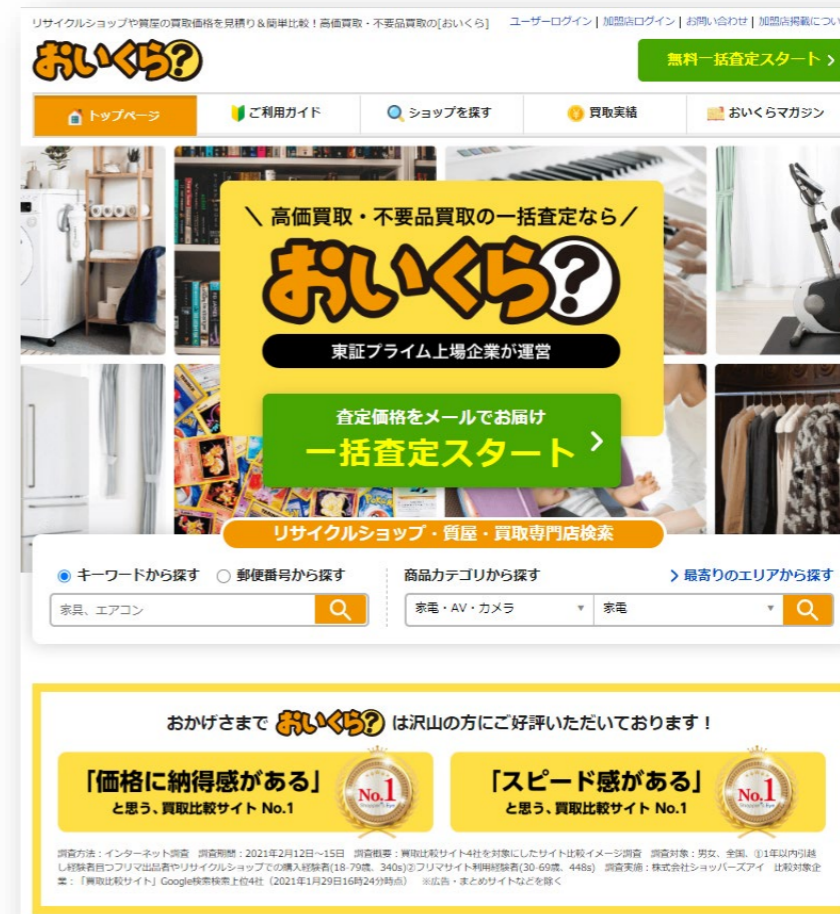 リサイクルショップや質屋の買取価格を見積り＆簡単比較！高価買取・不要品買取の[おいくら] ユーザーログイン | 加盟店ログイン | お問い合わせ | 加盟店掲載につい
おいくら? 無料一括査定スタート
トップページ ご利用ガイド ショップを探す 買取実績 おいくらマガジン
＼高価買取・不要品買取の一括査定なら／
おいくら?
東証プライム上場企業が運営
査定価格をメールでお届け
一括査定スタート
リサイクルショップ・質屋・買取専門店検索
キーワードから探す 郵便番号から探す 商品カテゴリから探す 最寄りのエリアから探す
家具、エアコン 家電・AV・カメラ 家電
おかげさまで おいくら? は沢山の方にご好評いただいております！
「価格に納得感がある」
と思う、買取比較サイト No.1
No.1
「スピード感がある」
と思う、買取比較サイト No.1
No.1
調査方法：インターネット調査 調査期間：2021年2月12日～15日 調査概要：買取比較サイト4社を対象にしたサイト比較イメージ調査 調査対象：男女、全国、①1年以内引越
し経験者且つフリマ出品者やリサイクルショップでの購入経験者(18-79歳、340s)②フリマサイト利用経験者(30-69歳、448s) 調査実施：株式会社ショッパーズアイ 比較対象企
業：「買取比較サイト」Google検索検索上位4社（2021年1月29日16時24分時点） ※広告・まとめサイトなどを除く